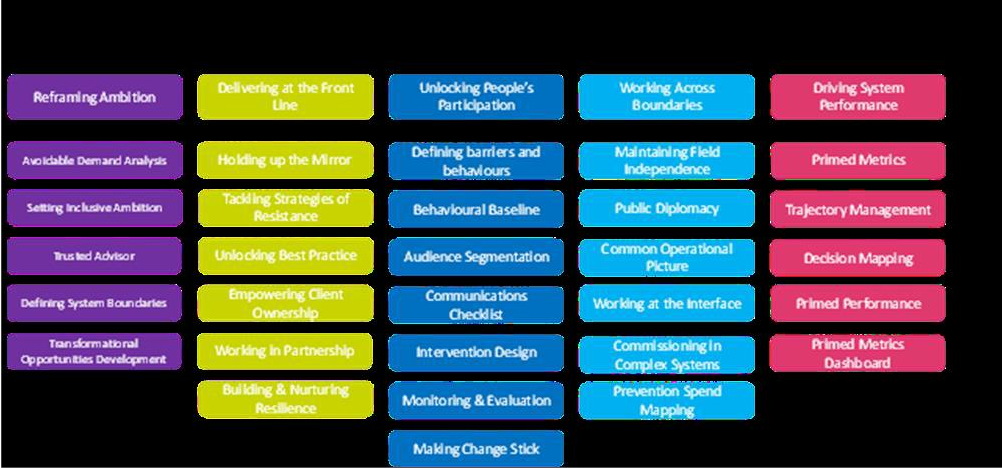 Reframing Ambition
Delivering at the Front
Line
Unlocking People's
Participation
Working Across
Boundaries
Driving System
Performance
Avoidable Demand Analysis
Holding up the Mirror
Defining barriers and
behaviours
Maintaining Field
Independence
Primed Metrics
Setting Inclusive Ambition
Tackling Strategies of
Resistance
Behavioural Baseline
Public Diplomacy
Trajectory Management
Trusted Advisor
Unlocking Best Practice
Audience Segmentation
Common Operational
Picture
Decision Mapping
Defining System Boundaries
Empowering Client
Ownership
Communications
Checklist
Working at the Interface
Primed Performance
Transformational
Opportunities Development
Working in Partnership
Intervention Design
Commissioning in
Complex Systems
Primed Metrics
Dashboard
Building & Nurturing
Resilience
Monitoring & Evaluation
Prevention Spend
Mapping
Making Change Stick